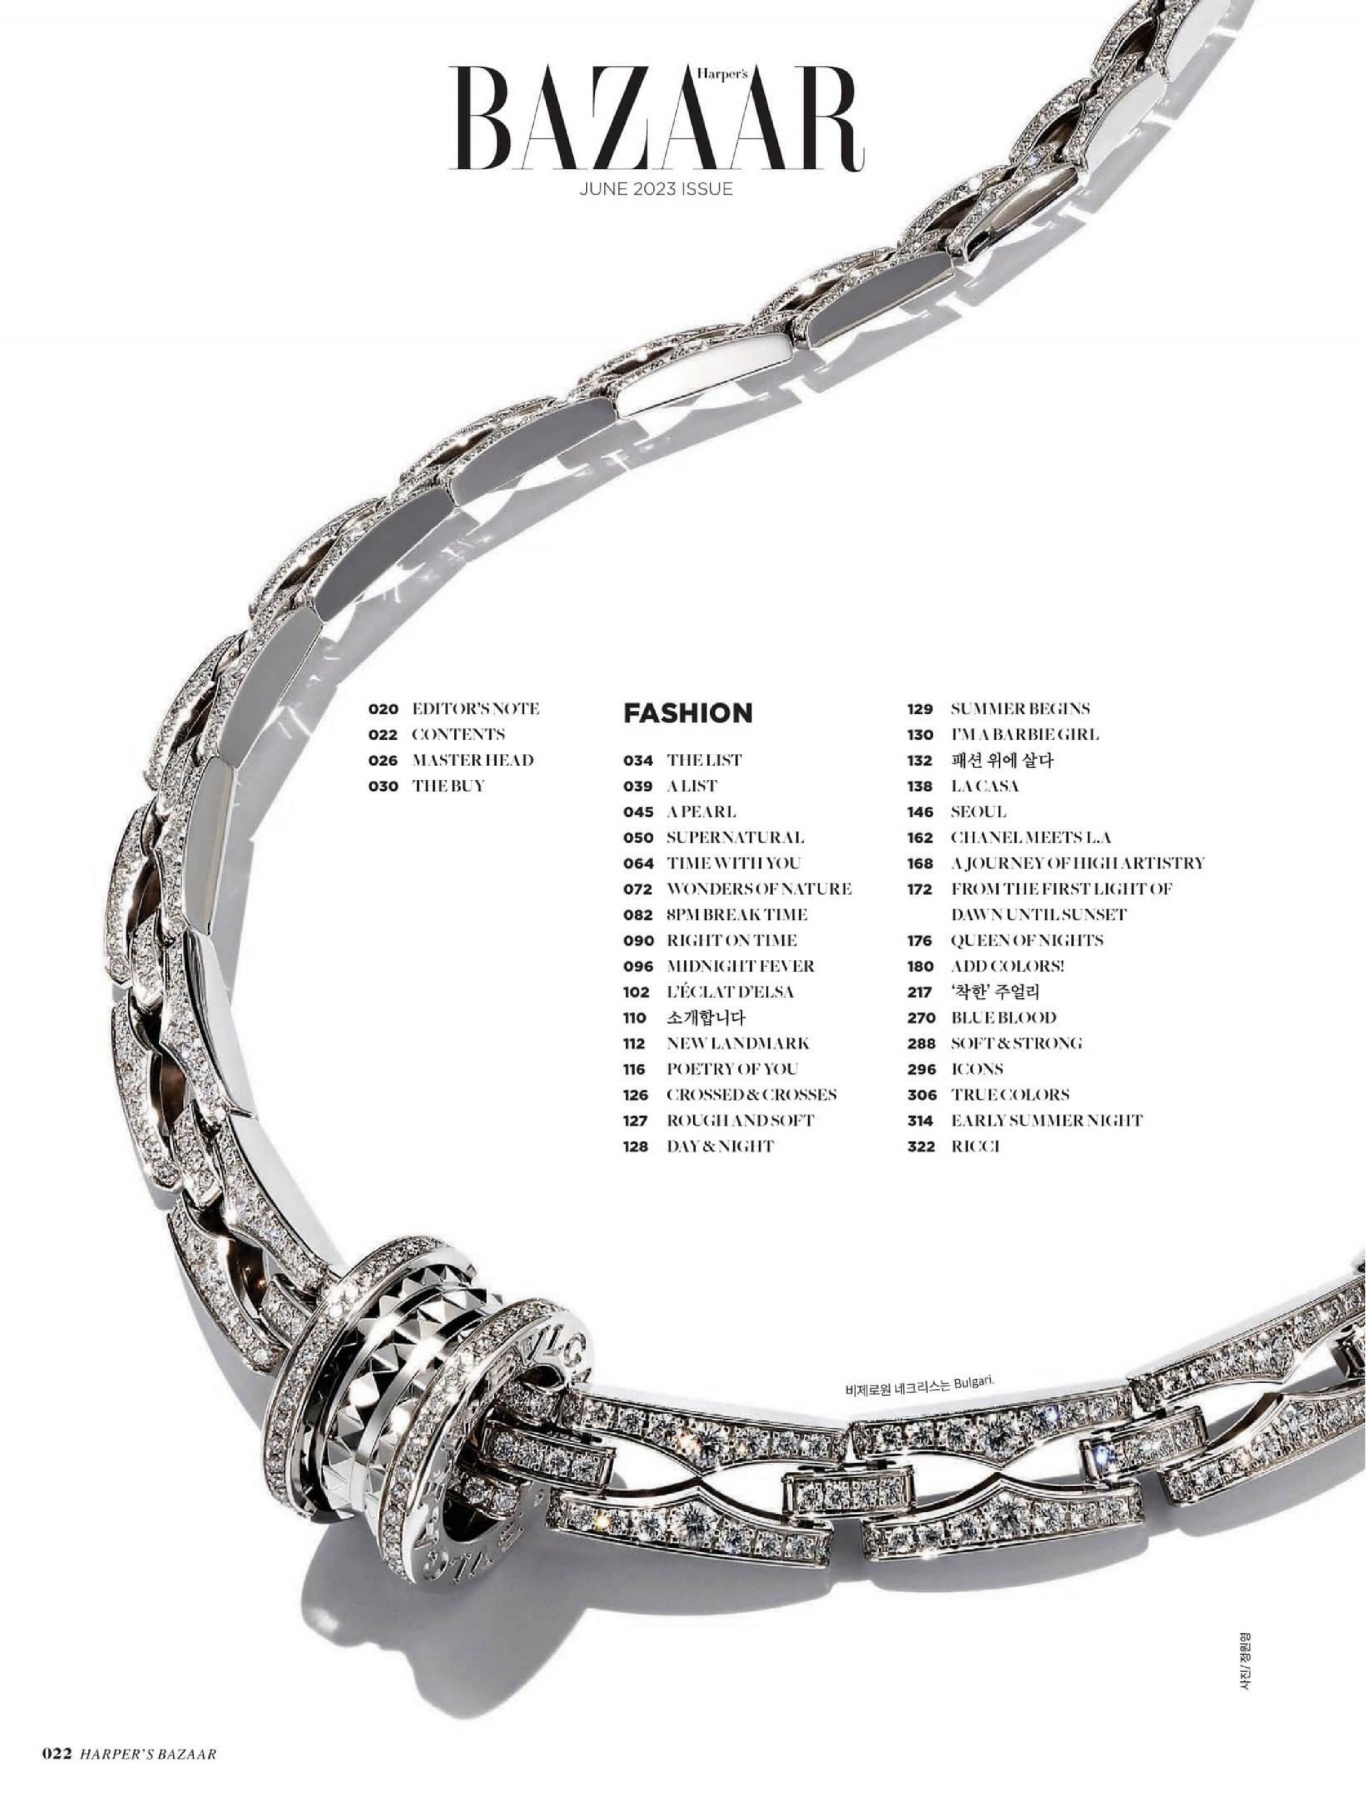 Harper's
BAZAAR
JUNE 2023 ISSUE
020 EDITOR'S NOTE
022 CONTENTS
026 MASTER HEAD
030 THE BUY
FASHION
034 THE LIST
039 A LIST
045 A PEARL
050 SUPERNATURAL
064 TIME WITH YOU
072 WONDERS OF NATURE
082 8PM BREAK TIME
090 RIGHT ON TIME
096 MIDNIGHT FEVER
102 L'ÉCLAT D'ELSA
110 소개합니다
112 NEW LANDMARK
116 POETRY OF YOU
126 CROSSED & CROSSES
127 ROUGH AND SOFT
128 DAY & NIGHT
129 SUMMER BEGINS
130 I'M A BARBIE GIRL
132 패션 위에 살다
138 LA CASA
146 SEOUL
162 CHANEL MEETS L.A
168 A JOURNEY OF HIGH ARTISTRY
172 FROM THE FIRST LIGHT OF
DAWN UNTIL SUNSET
176 QUEEN OF NIGHTS
180 ADD COLORS!
217 ‘착한’ 주얼리
270 BLUE BLOOD
288 SOFT & STRONG
296 ICONS
306 TRUE COLORS
314 EARLY SUMMER NIGHT
322 RICCI
비제로원 네크리스는 Bulgari.
사진/ 정원영
022 HARPER'S BAZAAR